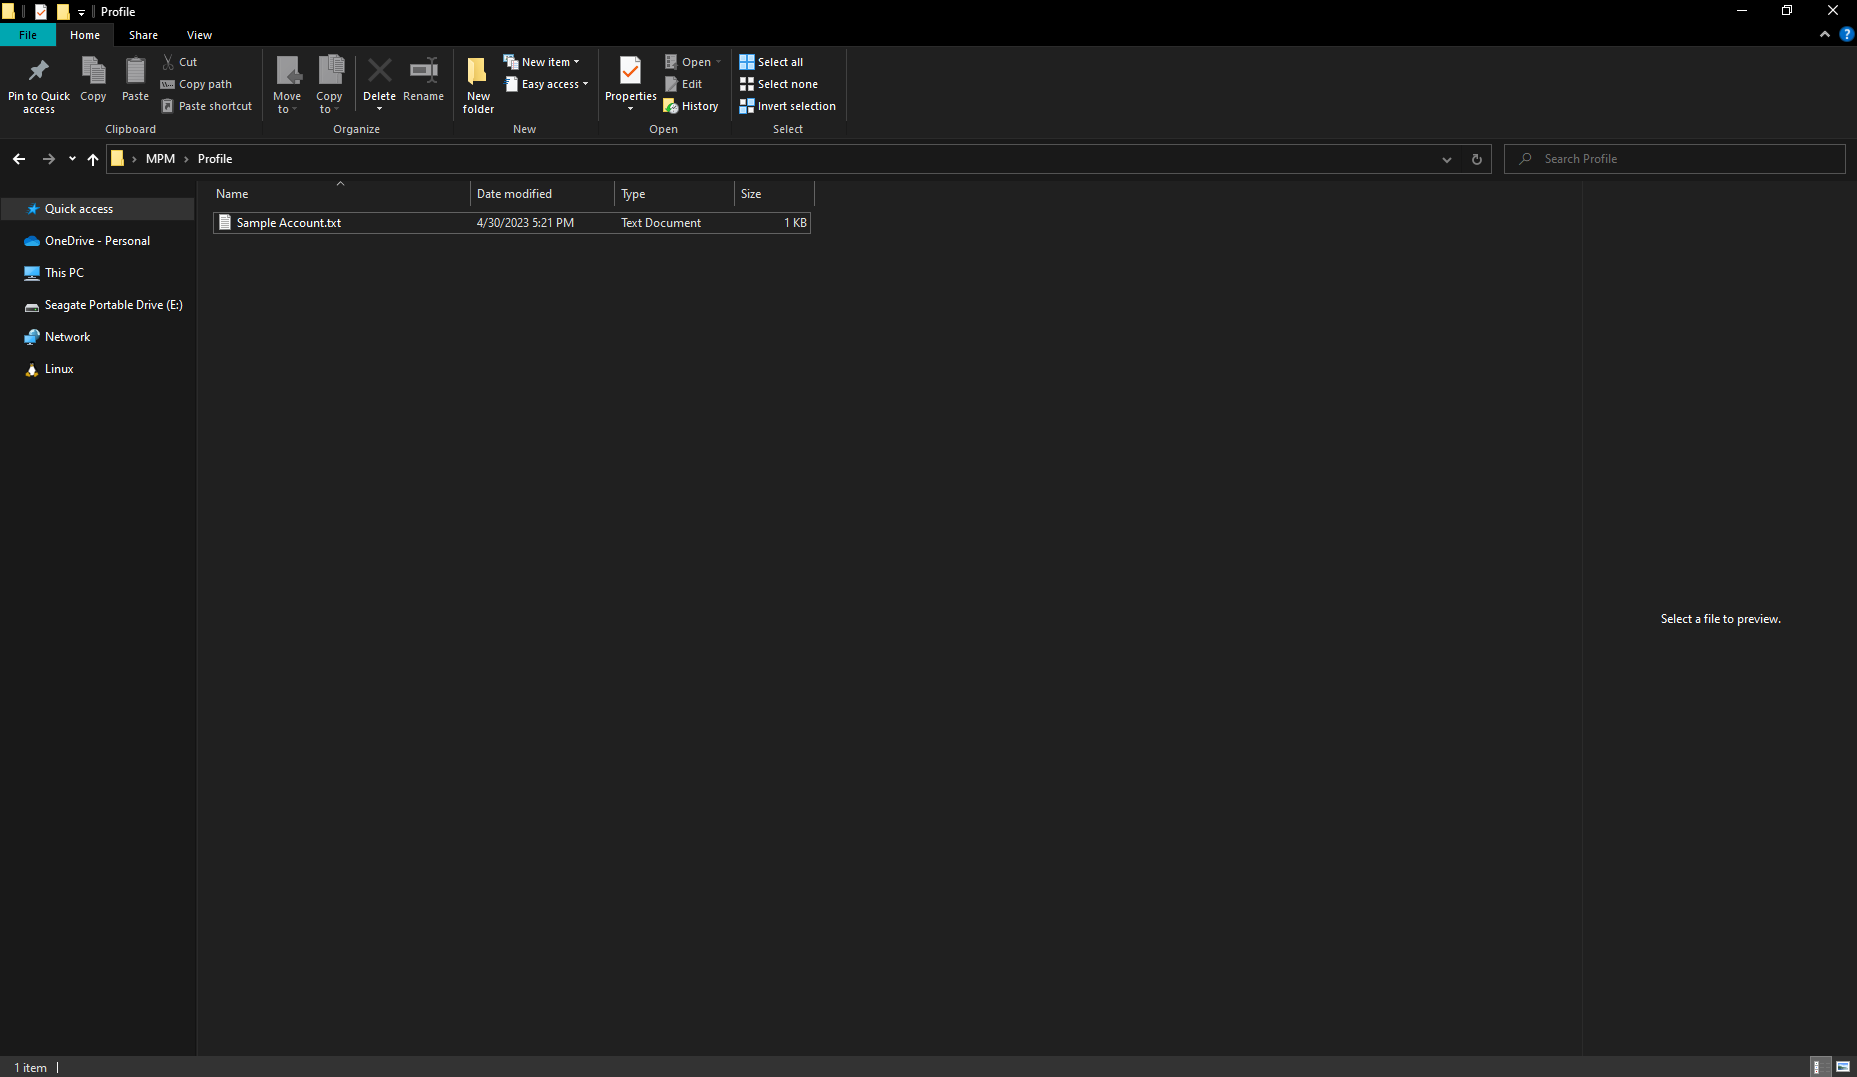 Profile
File Home Share View
Pin to Quick access
Copy
Paste
Cut
Copy path
Paste shortcut
Clipboard
Move to
Copy to
Delete
Rename
Organize
New folder
New item
Easy access
New
Properties
Open
Edit
History
Open
Select all
Select none
Invert selection
Select
MPM Profile
Search Profile
Name Date modified Type Size
Sample Account.txt 4/30/2023 5:21 PM Text Document 1 KB
Quick access
OneDrive - Personal
This PC
Seagate Portable Drive (E:)
Network
Linux
Select a file to preview.
1 item